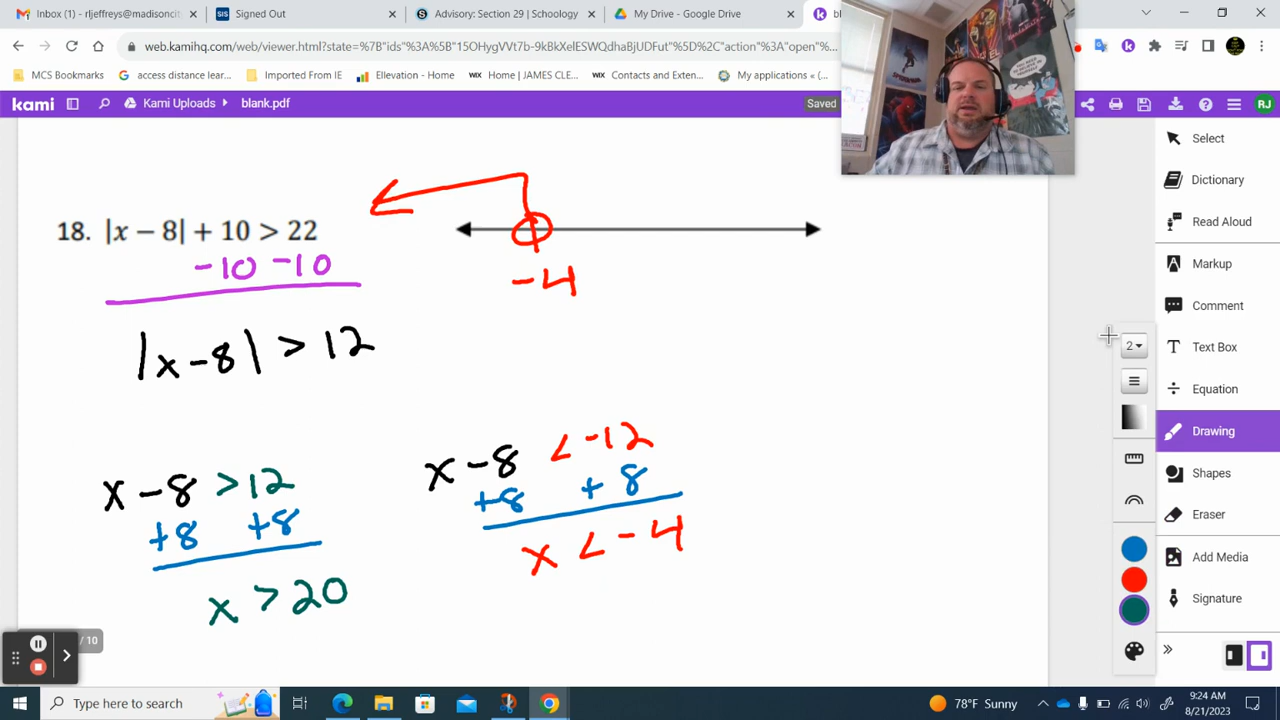 Inbox (1) - rljeffreys@madisoncit
Signed Out
Advisory: Section 29 | Schoology
My Drive - Google Drive
web.kamihq.com/web/viewer.html?state=%7B"ids"%3A%5B"15OFygVVt7b-9kBkXelESWQdhaBjUDFut"%5D%2C"action"%3A"open"...
MCS Bookmarks
access distance lear...
Imported From IE
Ellevation - Home
WIX Home | JAMES CLE...
WIX Contacts and Exten...
My applications « (...
kami
Kami Uploads › blank.pdf
Saved
RJ
Select
Dictionary
Read Aloud
Markup
Comment
Text Box
Equation
Drawing
Shapes
Eraser
Add Media
Signature
2
18. |x − 8| + 10 > 22
-10 -10
|x-8| > 12
-4
x -8 >12
+8 +8
x > 20
x -8 < -12
+8 + 8
x < -4
/ 10
Type here to search
78°F Sunny
9:24 AM
8/21/2023